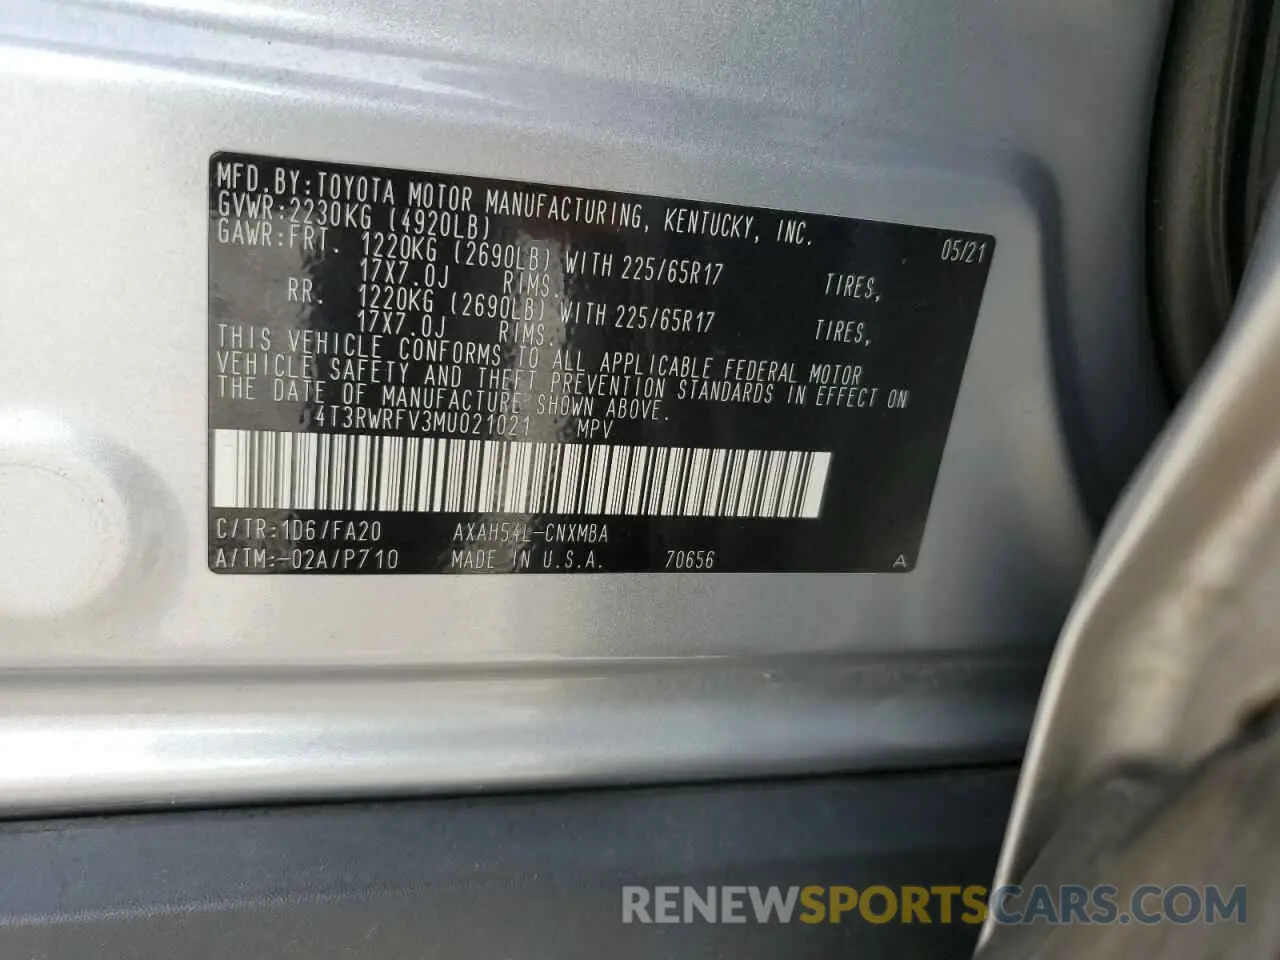 MFD.BY:TOYOTA MOTOR MANUFACTURING, KENTUCKY, INC.
GVWR:2230KG (4920LB) 05/21
GAWR:FRT. 1220KG (2690LB) WITH 225/65R17 TIRES,
17X7.0J RIMS.
RR. 1220KG (2690LB) WITH 225/65R17 TIRES,
17X7.0J RIMS.
THIS VEHICLE CONFORMS TO ALL APPLICABLE FEDERAL MOTOR
VEHICLE SAFETY AND THEFT PREVENTION STANDARDS IN EFFECT ON
THE DATE OF MANUFACTURE SHOWN ABOVE.
4T3RWRFV3MU021021 MPV
C/TR:1D6/FA20 AXAH54L-CNXMBA
A/TM:-02A/P710 MADE IN U.S.A. 70656 A
RENEWSPORTSCARS.COM